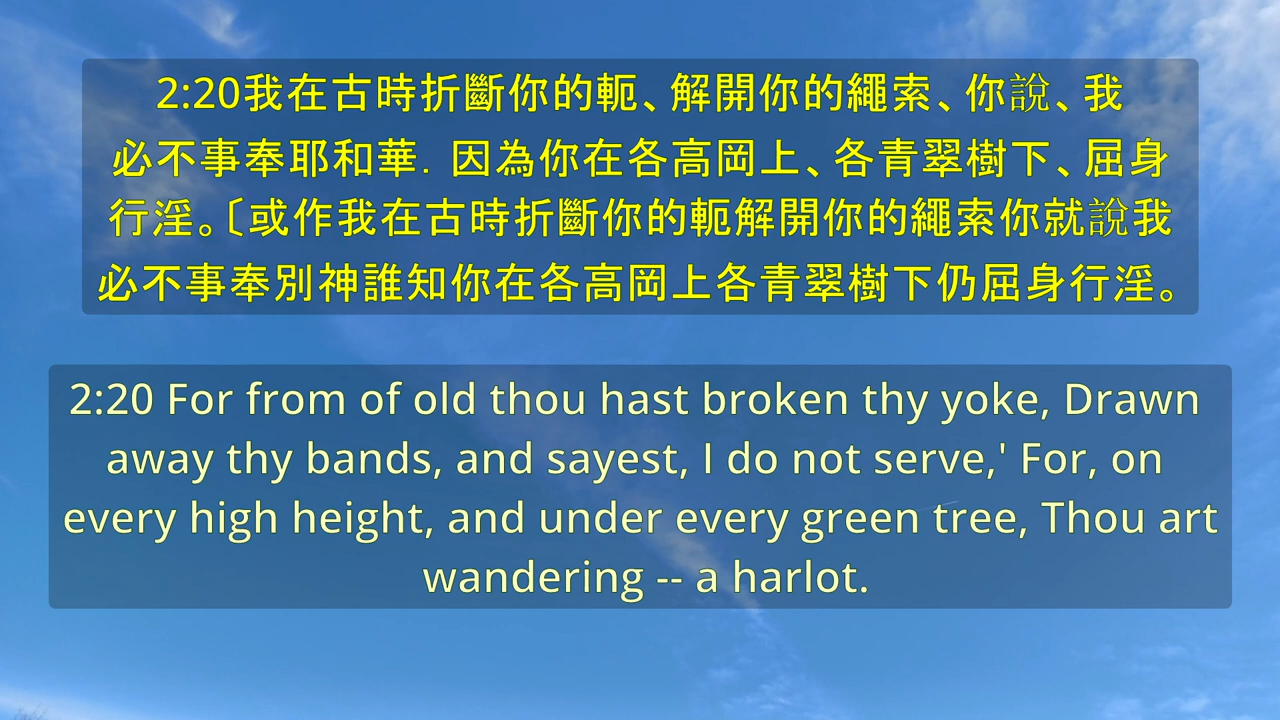 2:20我在古時折斷你的軛、解開你的繩索、你說、我
必不事奉耶和華．因為你在各高岡上、各青翠樹下、屈身
行淫。〔或作我在古時折斷你的軛解開你的繩索你就說我
必不事奉別神誰知你在各高岡上各青翠樹下仍屈身行淫。
2:20 For from of old thou hast broken thy yoke, Drawn
away thy bands, and sayest, I do not serve,' For, on
every high height, and under every green tree, Thou art
wandering -- a harlot.